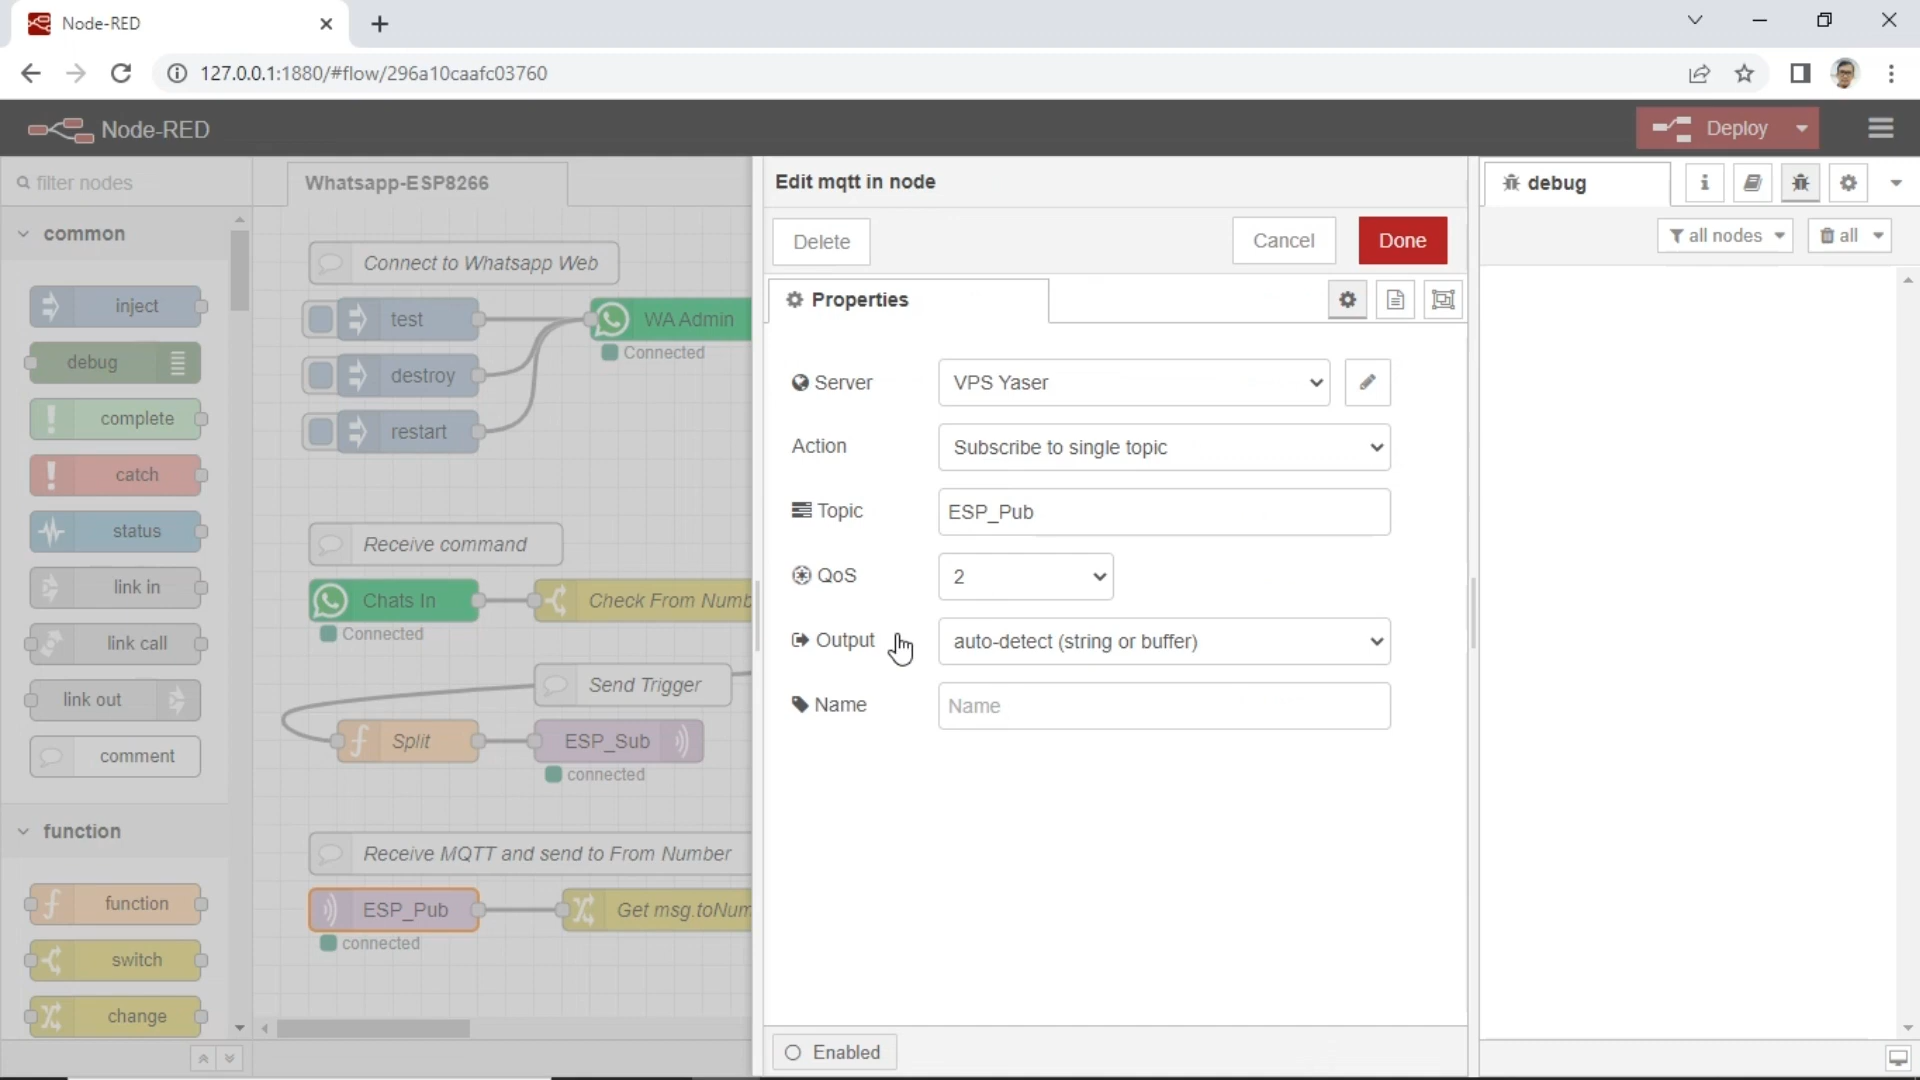 Node-RED
127.0.0.1:1880/#flow/296a10caafc03760
Node-RED
Deploy
filter nodes
common
inject
debug
complete
catch
status
link in
link call
link out
comment
function
function
switch
change
Whatsapp-ESP8266
Connect to Whatsapp Web
test
WA Admin
Connected
destroy
restart
Receive command
Chats In
Check From Numb
Connected
Send Trigger
Split
ESP_Sub
connected
Receive MQTT and send to From Number
ESP_Pub
Get msg.toNum
connected
Edit mqtt in node
Delete
Cancel
Done
Properties
Server
VPS Yaser
Action
Subscribe to single topic
Topic
ESP_Pub
QoS
2
Output
auto-detect (string or buffer)
Name
Name
Enabled
debug
i
all nodes
all